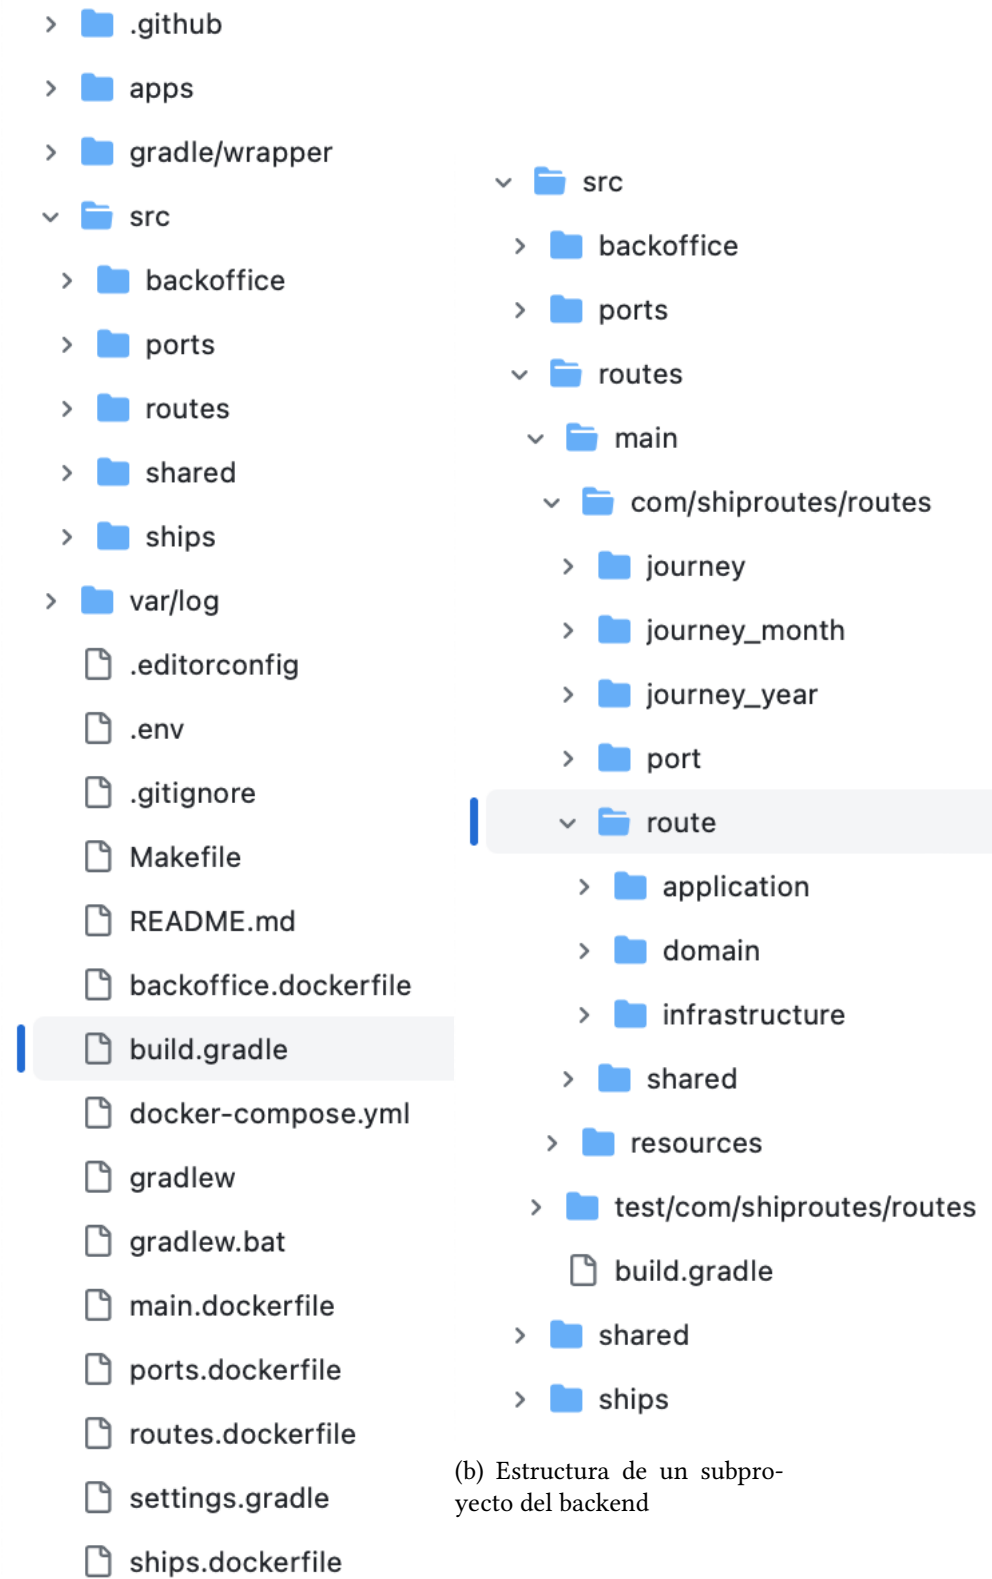 .github
apps
gradle/wrapper
src
backoffice
ports
routes
shared
ships
var/log
.editorconfig
.env
.gitignore
Makefile
README.md
backoffice.dockerfile
build.gradle
docker-compose.yml
gradlew
gradlew.bat
main.dockerfile
ports.dockerfile
routes.dockerfile
settings.gradle
ships.dockerfile
src
backoffice
ports
routes
main
com/shiproutes/routes
journey
journey_month
journey_year
port
route
application
domain
infrastructure
shared
resources
test/com/shiproutes/routes
build.gradle
shared
ships
(b) Estructura de un subpro-
yecto del backend